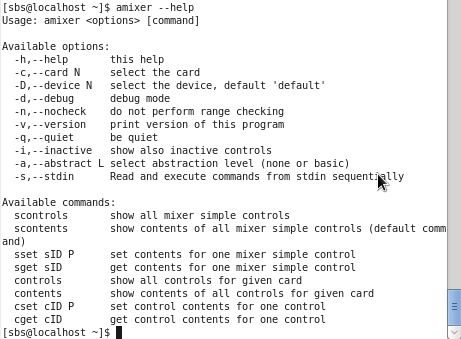 [sbs@localhost ~]$ amixer --help
Usage: amixer <options> [command]

Available options:
  -h,--help       this help
  -c,--card N     select the card
  -D,--device N   select the device, default 'default'
  -d,--debug      debug mode
  -n,--nocheck    do not perform range checking
  -v,--version    print version of this program
  -q,--quiet      be quiet
  -i,--inactive   show also inactive controls
  -a,--abstract L select abstraction level (none or basic)
  -s,--stdin      Read and execute commands from stdin sequentially

Available commands:
  scontrols       show all mixer simple controls
  scontents       show contents of all mixer simple controls (default comm
and)
  sset sID P      set contents for one mixer simple control
  sget sID        get contents for one mixer simple control
  controls        show all controls for given card
  contents        show contents of all controls for given card
  cset cID P      set control contents for one control
  cget cID        get control contents for one control
[sbs@localhost ~]$